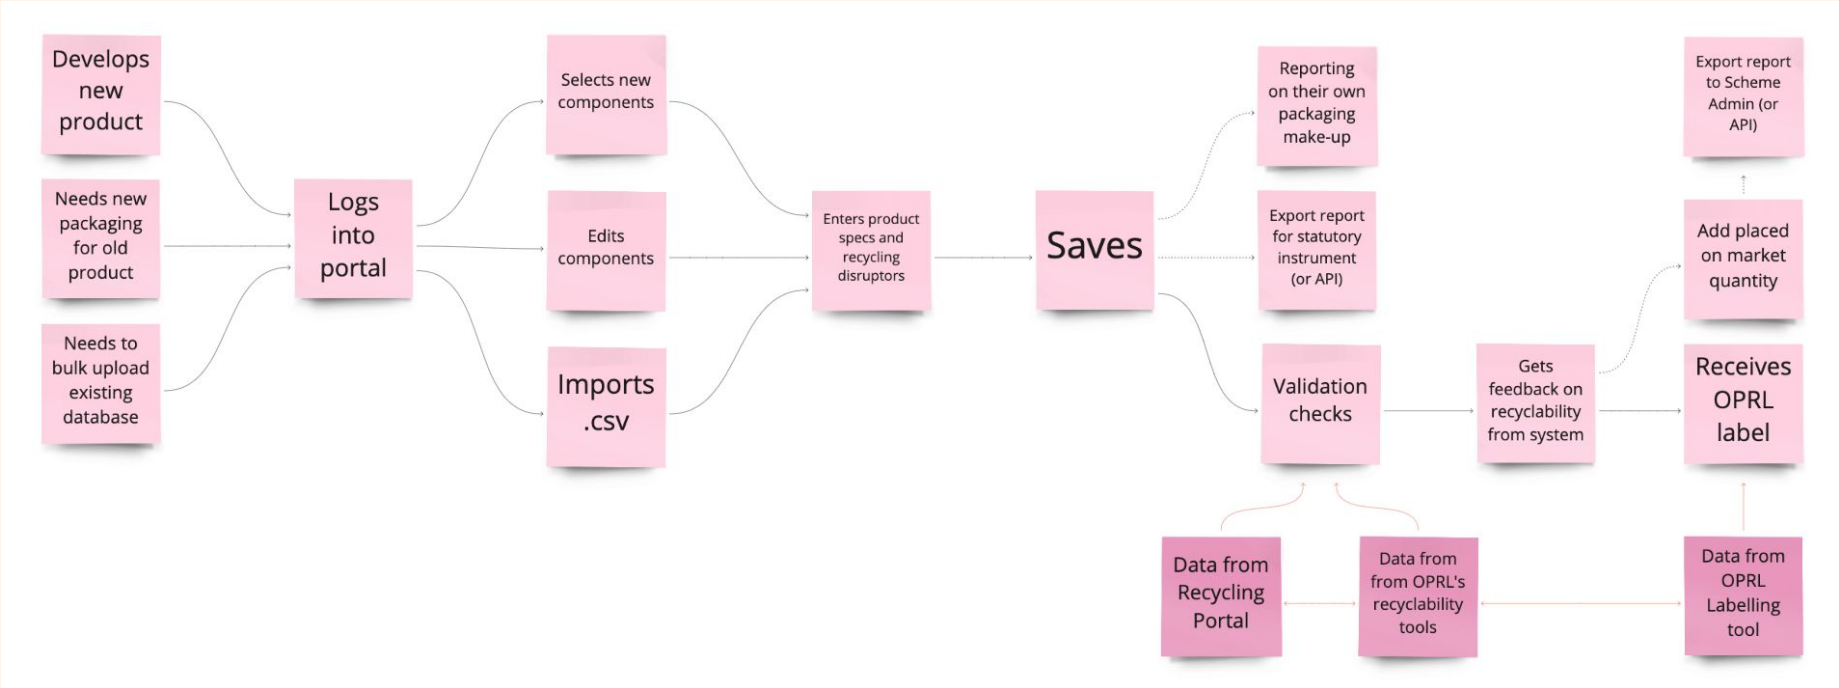 Develops
new
product
Needs new
packaging
for old
product
Needs to
bulk upload
existing
database
Logs
into
portal
Selects new
components
Edits
components
Imports
.csv
Enters product
specs and
recycling
disruptors
Saves
Reporting
on their own
packaging
make-up
Export report
for statutory
instrument
(or API)
Validation
checks
Gets
feedback on
recyclability
from system
Export report
to Scheme
Admin (or
API)
Add placed
on market
quantity
Receives
OPRL
label
Data from
Recycling
Portal
Data from
from OPRL's
recyclability
tools
Data from
OPRL
Labelling
tool